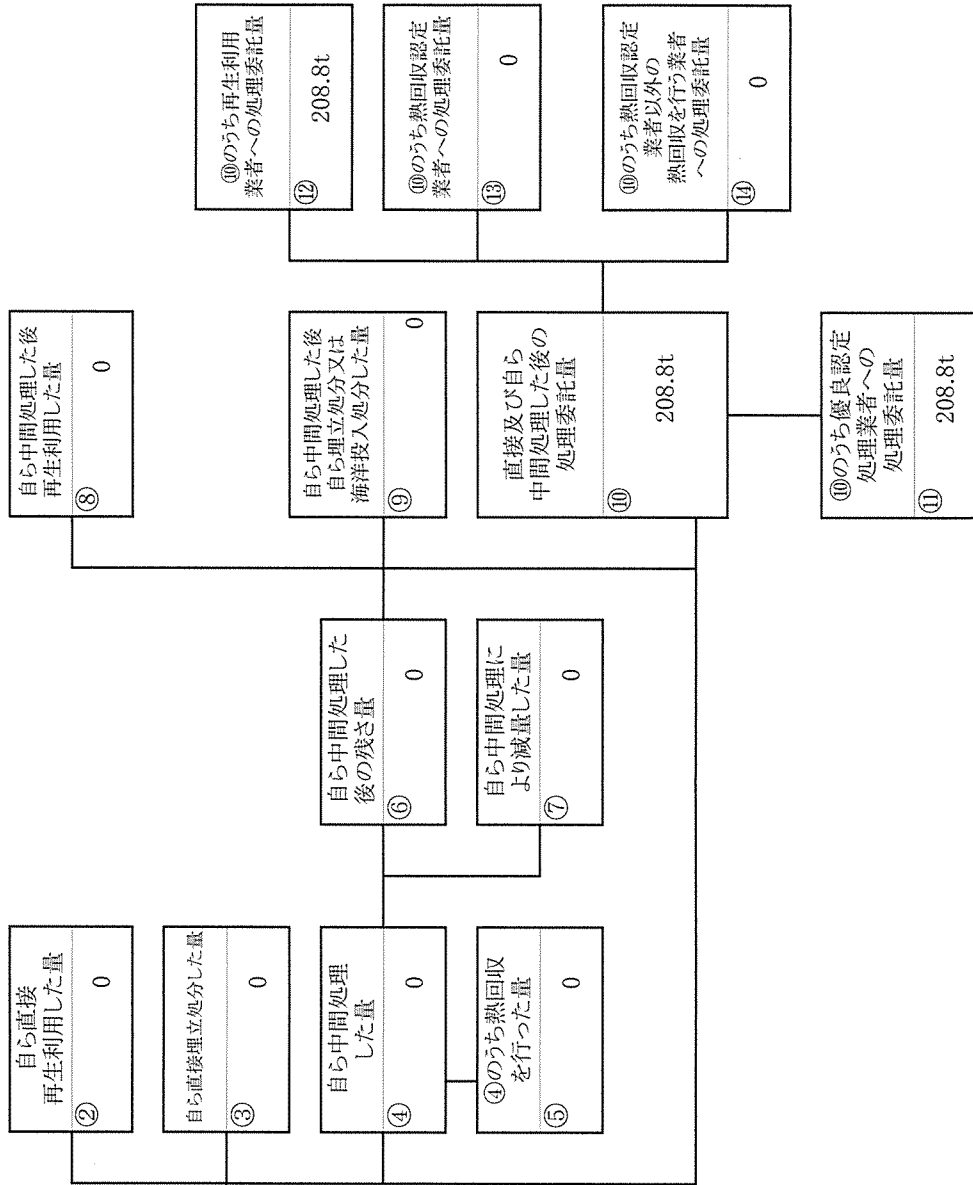 自ら直接
再生利用した量
②
0
自ら直接埋立処分した量
③
0
自ら中間処理
した量
④
0
④のうち熱回収
を行った量
⑤
0
自ら中間処理した
後の残さ量
⑥
0
自ら中間処理に
より減量した量
⑦
0
自ら中間処理した後
再生利用した量
⑧
0
自ら中間処理した後
自ら埋立処分又は
海洋投入処分した量
⑨
0
直接及び自ら
中間処理した後の
処理委託量
⑩
208.8t
⑩のうち優良認定
処理業者への
処理委託量
⑪
208.8t
⑩のうち再生利用
業者への処理委託量
⑫
208.8t
⑩のうち熱回収認定
業者への処理委託量
⑬
0
⑩のうち熱回収認定
業者以外の
熱回収を行う業者
への処理委託量
⑭
0